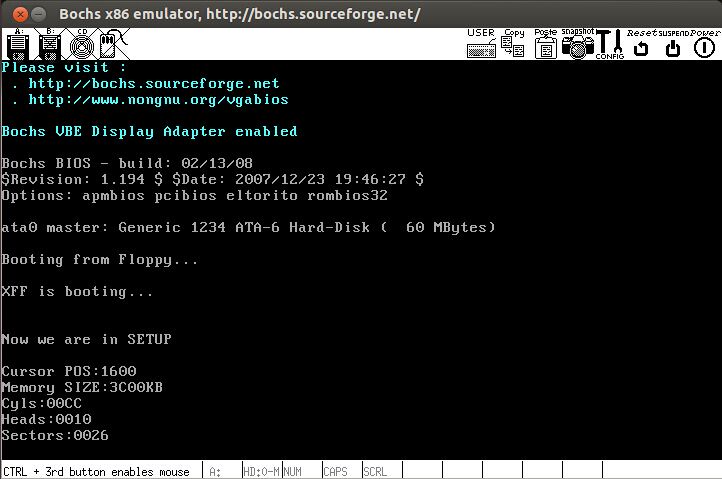 Bochs x86 emulator, http://bochs.sourceforge.net/
A: B: CD USER Copy Paste snapshot CONFIG Reset SUSPEND Power
Please visit :
. http://bochs.sourceforge.net
. http://www.nongnu.org/vgabios
Bochs VBE Display Adapter enabled
Bochs BIOS - build: 02/13/08
$Revision: 1.194 $ $Date: 2007/12/23 19:46:27 $
Options: apmbios pcibios eltorito rombios32
ata0 master: Generic 1234 ATA-6 Hard-Disk (  60 MBytes)
Booting from Floppy...
XFF is booting...
Now we are in SETUP
Cursor POS:1600
Memory SIZE:3C00KB
Cyls:00CC
Heads:0010
Sectors:0026
CTRL + 3rd button enables mouse A: HD:0-M NUM CAPS SCRL